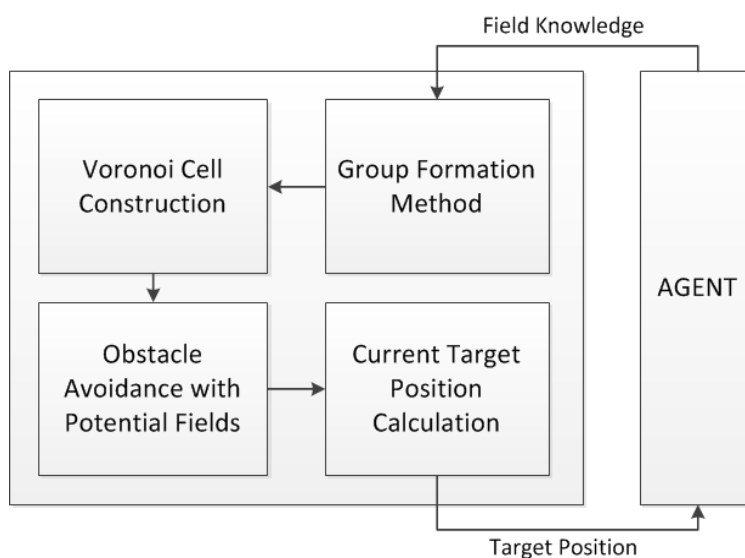 Field Knowledge
Voronoi Cell
Construction
Group Formation
Method
AGENT
Obstacle
Avoidance with
Potential Fields
Current Target
Position
Calculation
Target Position